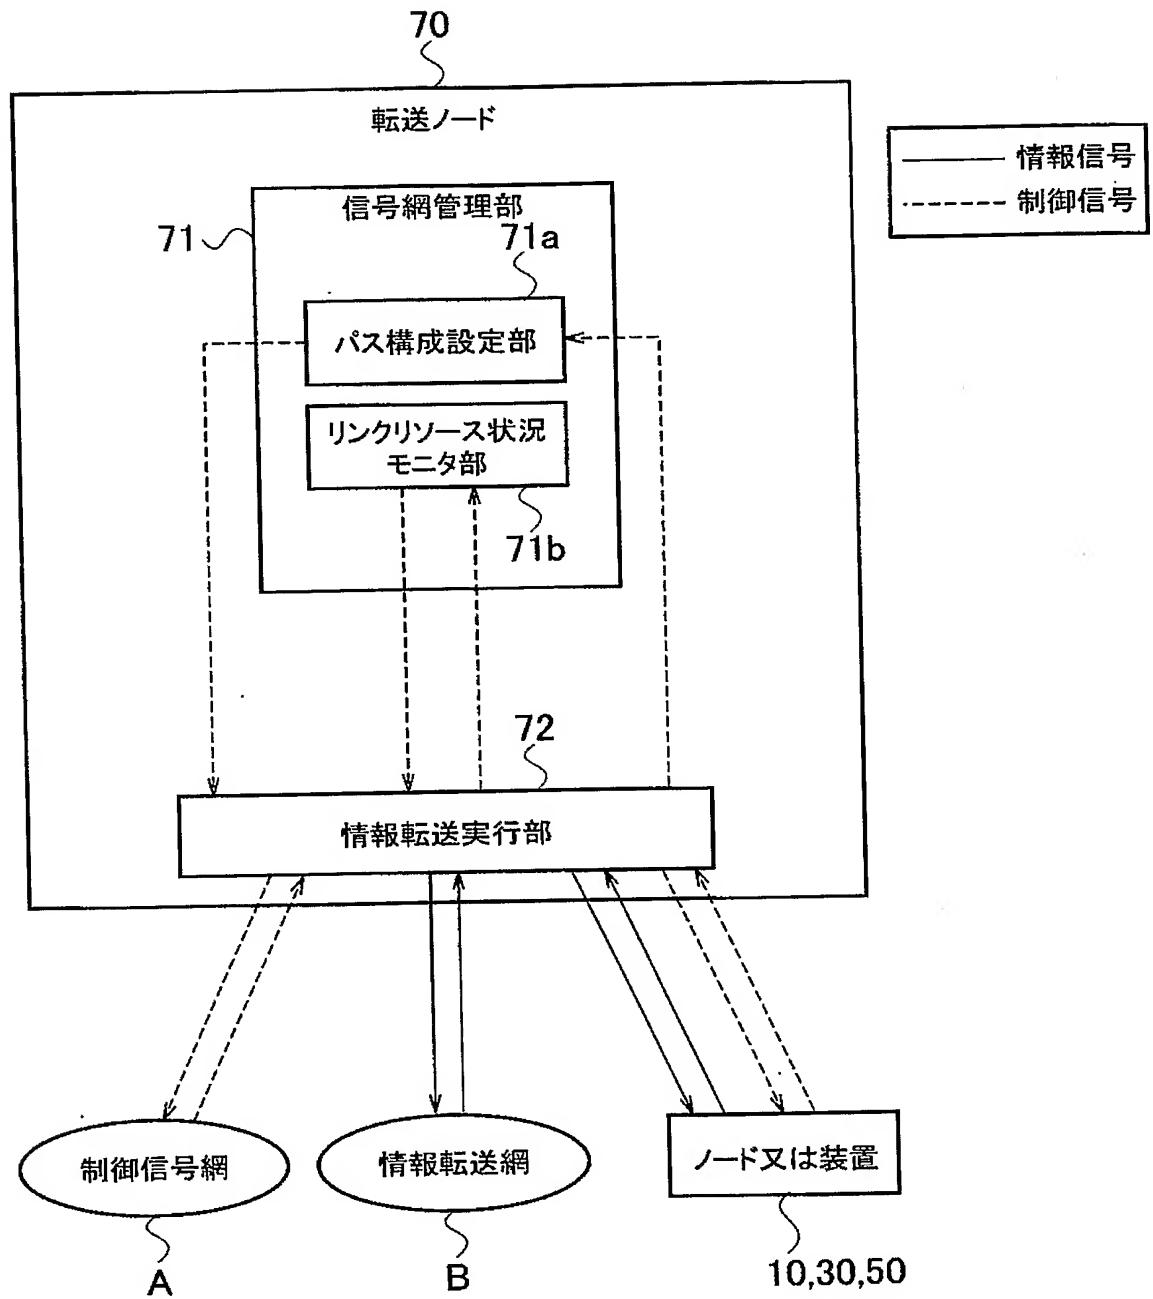 70
転送ノード
情報信号
制御信号
信号網管理部
71
71a
パス構成設定部
リンクリソース状況
モニタ部
71b
72
情報転送実行部
制御信号網
情報転送網
ノード又は装置
A
B
10,30,50